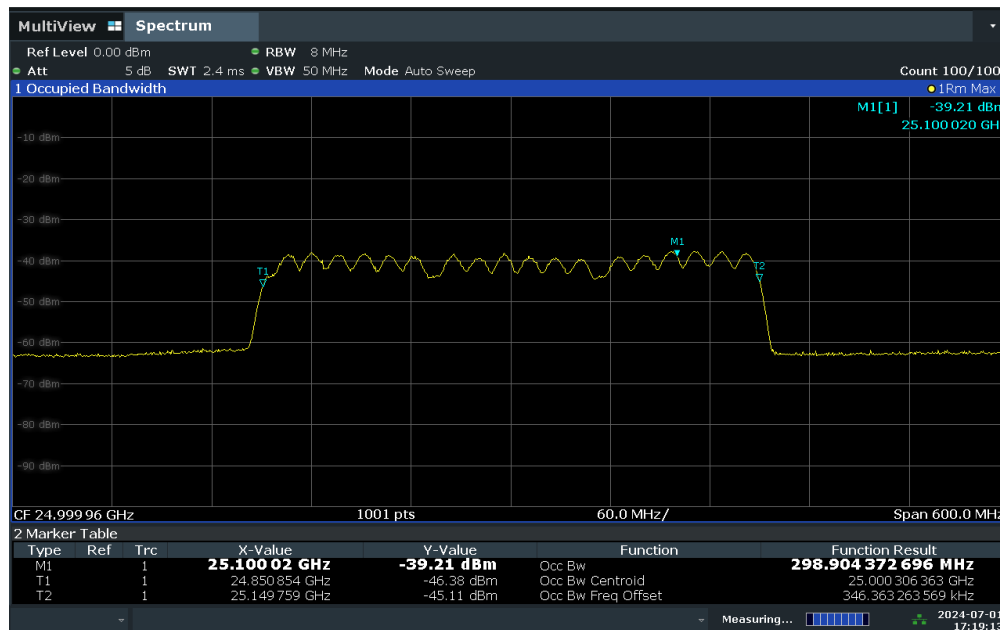 MultiView Spectrum
Ref Level 0.00 dBm RBW 8 MHz
Att 5 dB SWT 2.4 ms VBW 50 MHz Mode Auto Sweep Count 100/100
1 Occupied Bandwidth 1Rm Max
M1[1] -39.21 dBm
25.100 020 GH
-10 dBm
-20 dBm
-30 dBm
M1
-40 dBm
T1
T2
-50 dBm
-60 dBm
-70 dBm
-80 dBm
-90 dBm
CF 24.999 96 GHz 1001 pts 60.0 MHz/ Span 600.0 MHz
2 Marker Table
Type Ref Trc X-Value Y-Value Function Function Result
M1 1 25.100 02 GHz -39.21 dBm Occ Bw 298.904 372 696 MHz
T1 1 24.850 854 GHz -46.38 dBm Occ Bw Centroid 25.000 306 363 GHz
T2 1 25.149 759 GHz -45.11 dBm Occ Bw Freq Offset 346.363 263 569 kHz
Measuring... 2024-07-01
17:19:13